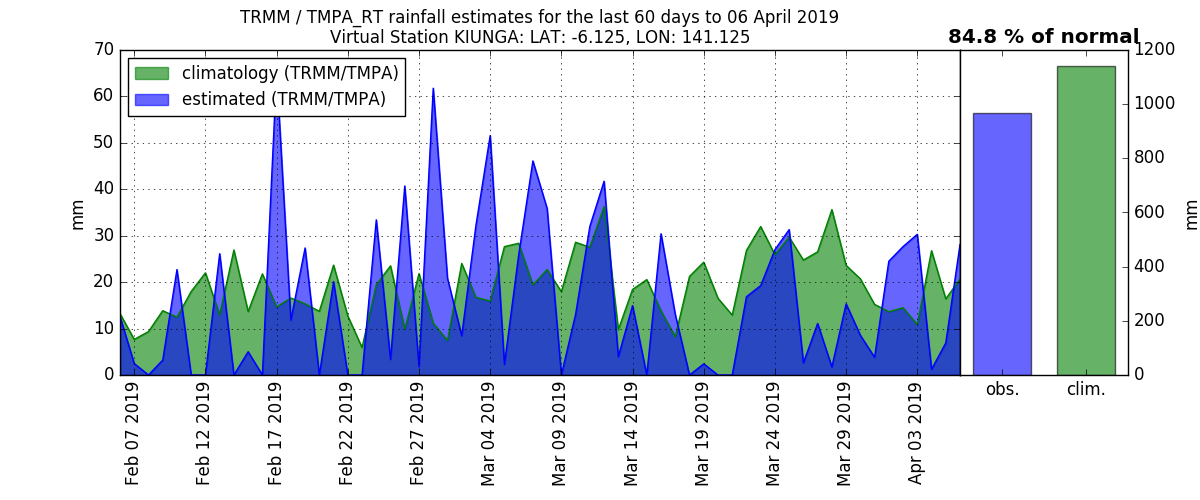 TRMM / TMPA_RT rainfall estimates for the last 60 days to 06 April 2019
Virtual Station KIUNGA: LAT: -6.125, LON: 141.125
84.8 % of normal
climatology (TRMM/TMPA)
estimated (TRMM/TMPA)
70
60
50
40
30
20
10
0
mm
Feb 07 2019
Feb 12 2019
Feb 17 2019
Feb 22 2019
Feb 27 2019
Mar 04 2019
Mar 09 2019
Mar 14 2019
Mar 19 2019
Mar 24 2019
Mar 29 2019
Apr 03 2019
obs.
clim.
1200
1000
800
600
400
200
0
mm